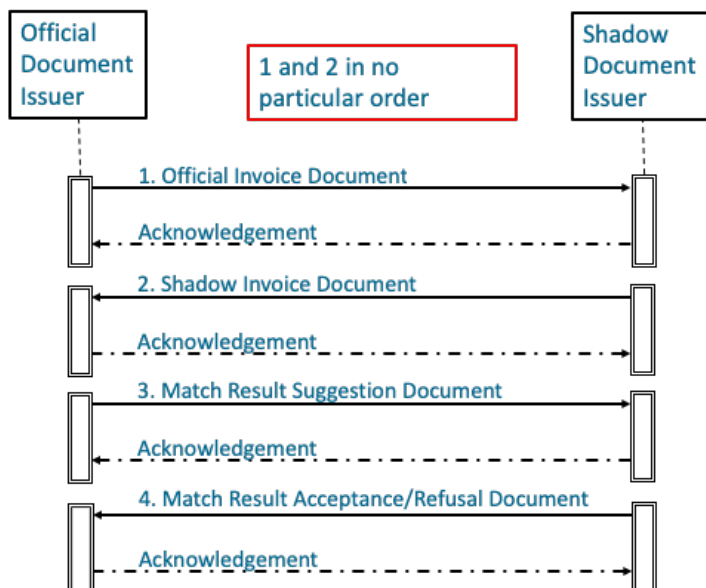 Official
Document
Issuer
1 and 2 in no
particular order
Shadow
Document
Issuer
1. Official Invoice Document
Acknowledgement
2. Shadow Invoice Document
Acknowledgement
3. Match Result Suggestion Document
Acknowledgement
4. Match Result Acceptance/Refusal Document
Acknowledgement